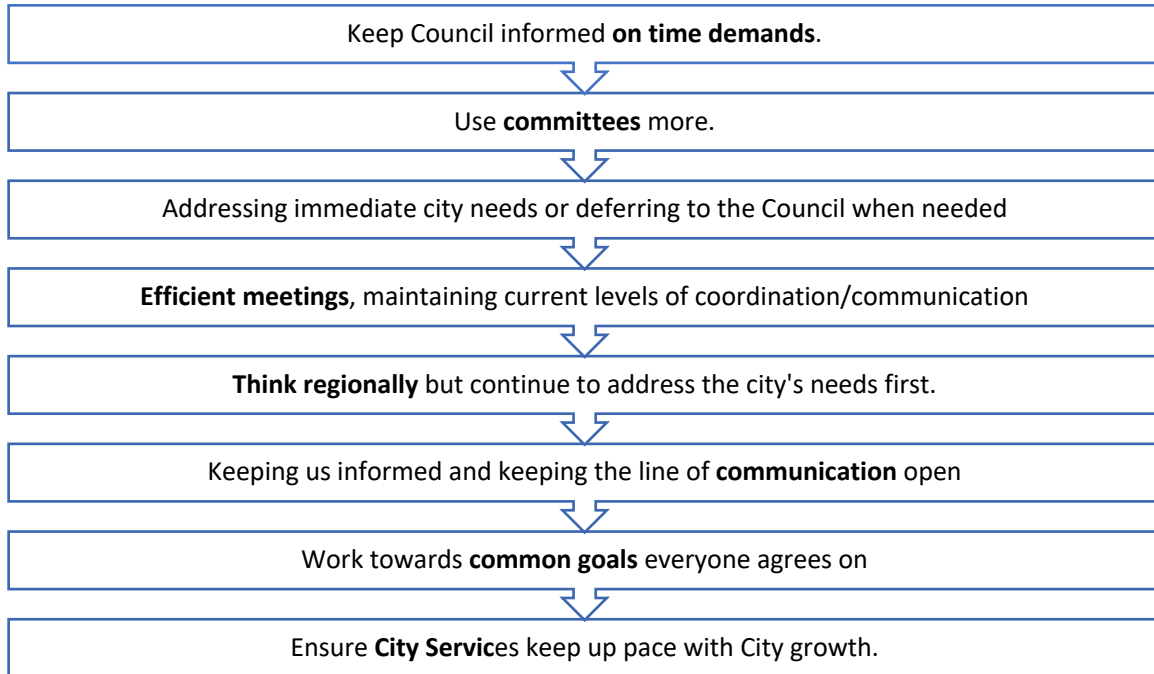 Keep Council informed on time demands.
Use committees more.
Addressing immediate city needs or deferring to the Council when needed
Efficient meetings, maintaining current levels of coordination/communication
Think regionally but continue to address the city's needs first.
Keeping us informed and keeping the line of communication open
Work towards common goals everyone agrees on
Ensure City Services keep up pace with City growth.